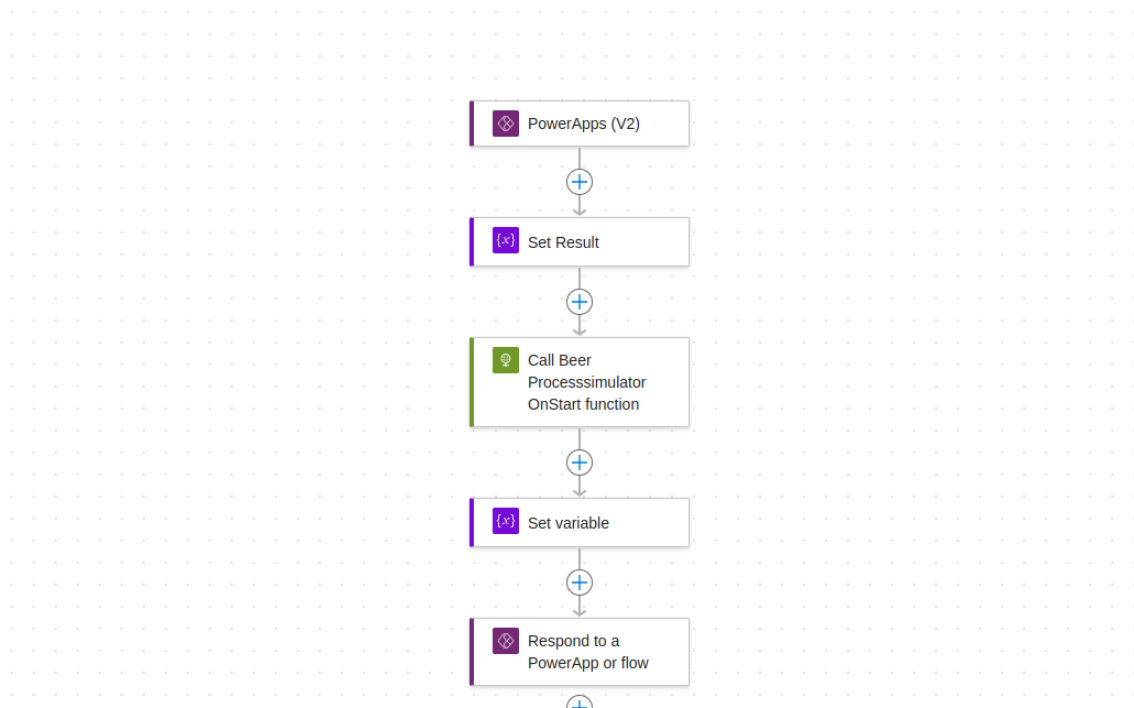 PowerApps (V2)
{x} Set Result
Call Beer
Processsimulator
OnStart function
{x} Set variable
Respond to a
PowerApp or flow